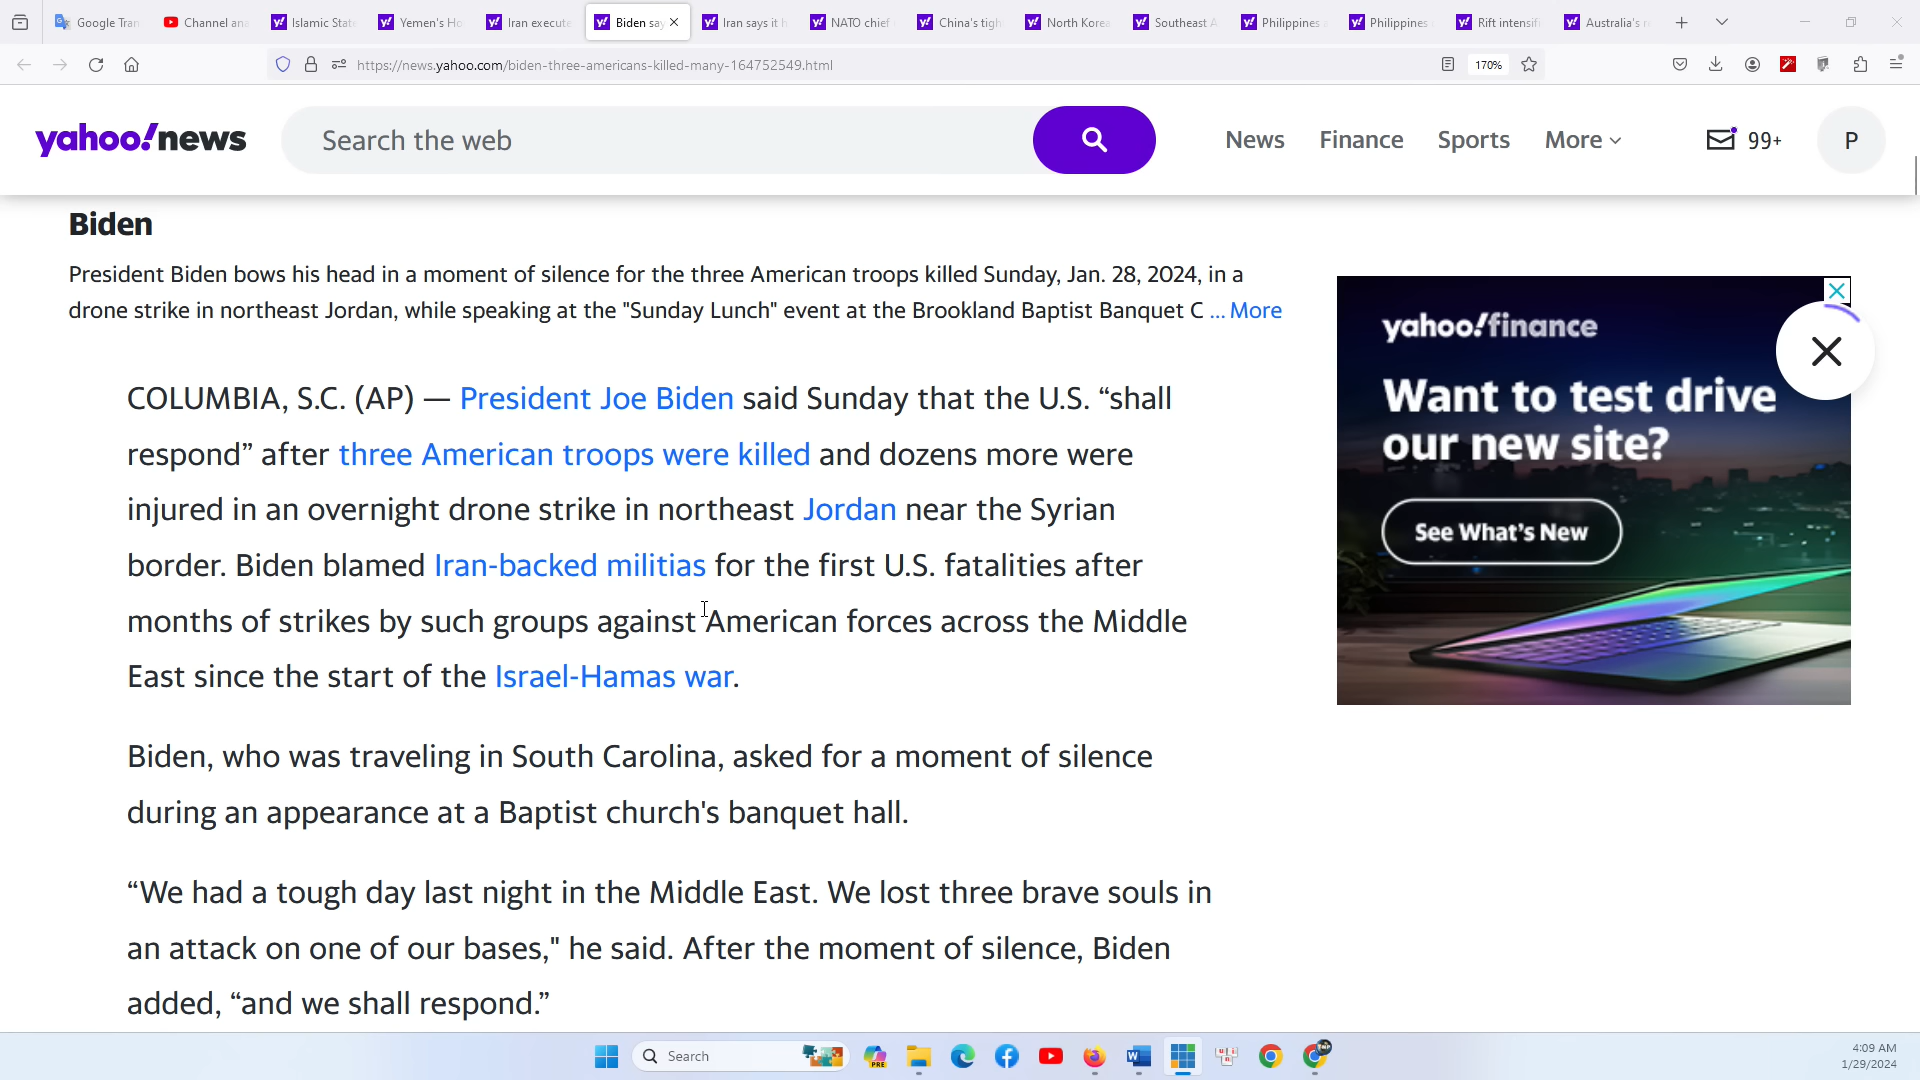 Google Tran
Channel ana
Islamic State
Yemen's Ho
Iran execute
Biden say
Iran says it h
NATO chief
China's tigh
North Korea
Southeast A
Philippines a
Philippines
Rift intensifi
Australia's n
https://news.yahoo.com/biden-three-americans-killed-many-164752549.html
170%
yahoo!news
Search the web
News
Finance
Sports
More
99+
P
Biden
President Biden bows his head in a moment of silence for the three American troops killed Sunday, Jan. 28, 2024, in a
drone strike in northeast Jordan, while speaking at the "Sunday Lunch" event at the Brookland Baptist Banquet C ... More
COLUMBIA, S.C. (AP) — President Joe Biden said Sunday that the U.S. “shall
respond” after three American troops were killed and dozens more were
injured in an overnight drone strike in northeast Jordan near the Syrian
border. Biden blamed Iran-backed militias for the first U.S. fatalities after
months of strikes by such groups against American forces across the Middle
East since the start of the Israel-Hamas war.
Biden, who was traveling in South Carolina, asked for a moment of silence
during an appearance at a Baptist church's banquet hall.
“We had a tough day last night in the Middle East. We lost three brave souls in
an attack on one of our bases," he said. After the moment of silence, Biden
added, “and we shall respond.”
yahoo!finance
Want to test drive
our new site?
See What's New
Search
PRE
4:09 AM
1/29/2024